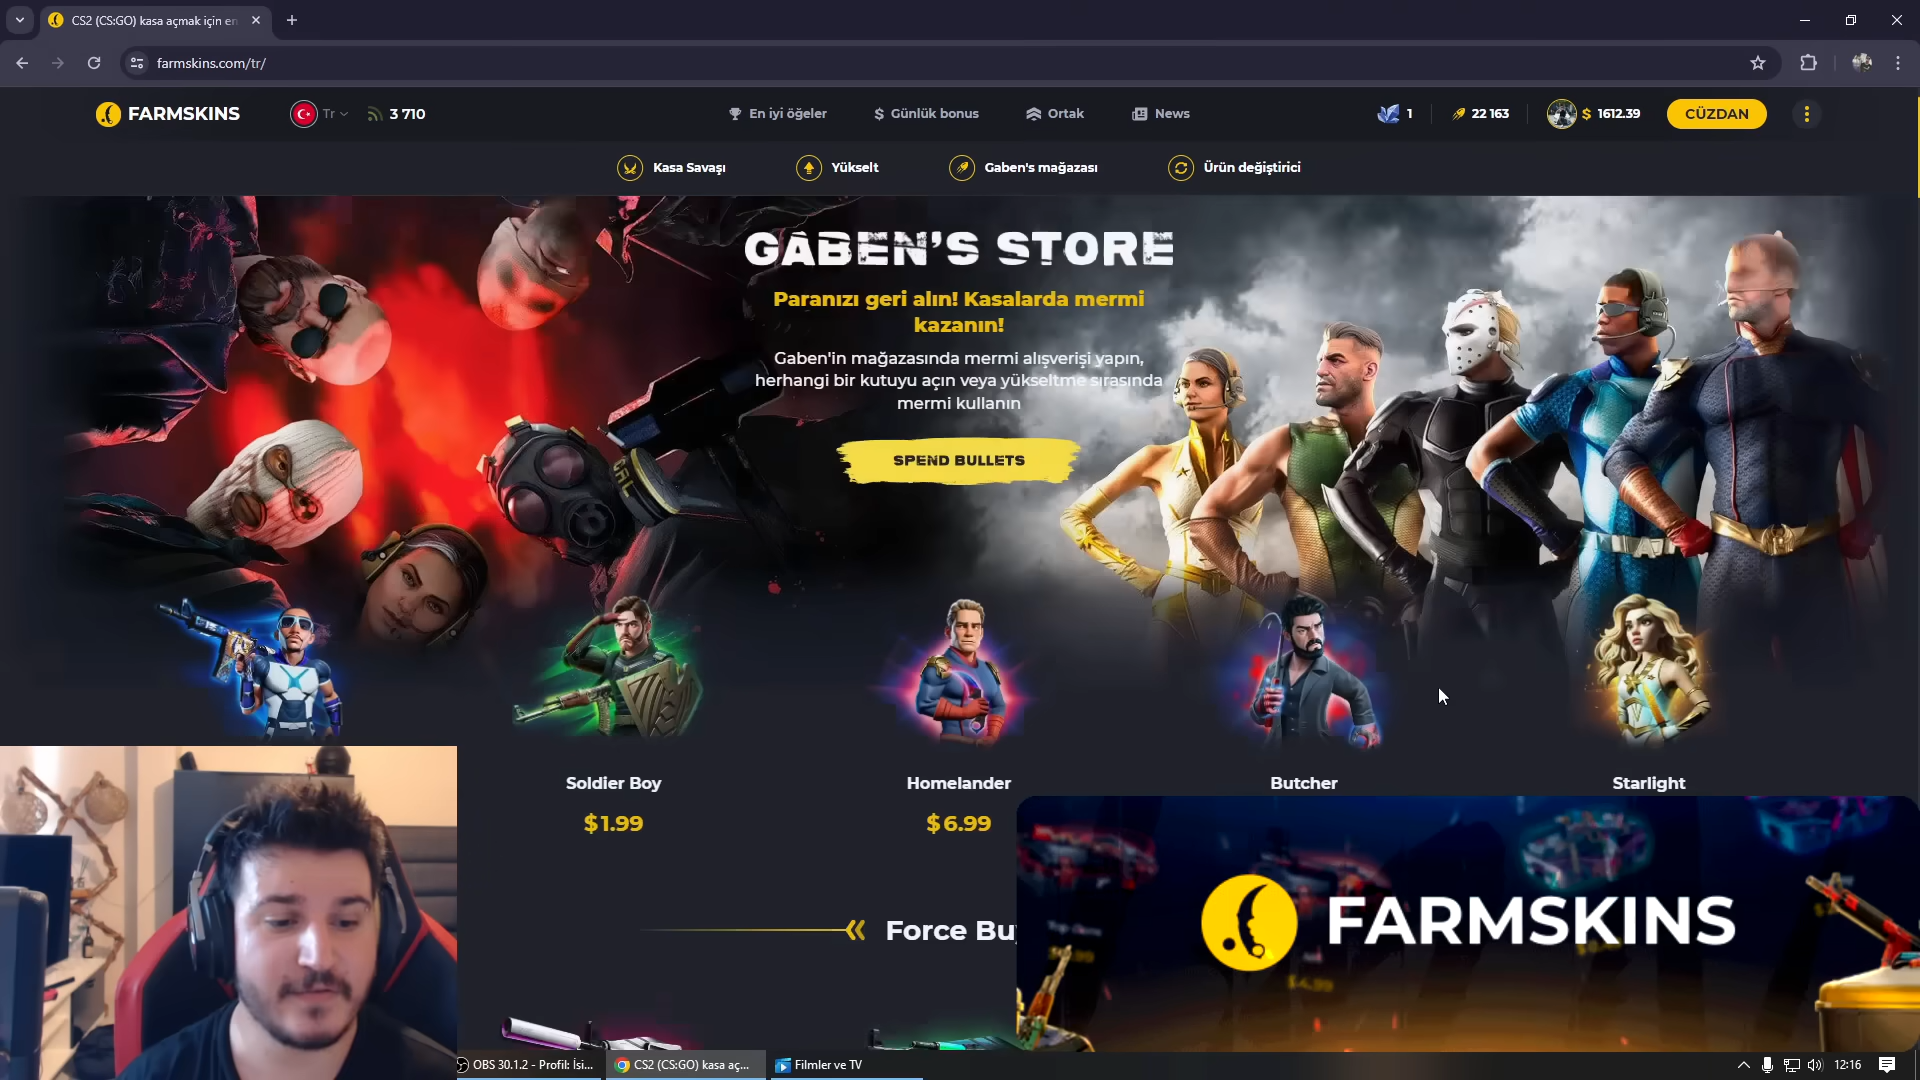 CS2 (CS:GO) kasa açmak için en
farmskins.com/tr/
FARMSKINS
Tr
3 710
En iyi öğeler
Günlük bonus
Ortak
News
1
22 163
$ 1612.39
CÜZDAN
Kasa Savaşı
Yükselt
Gaben's mağazası
Ürün değiştirici
GABEN'S STORE
Paranızı geri alın! Kasalarda mermi
kazanın!
Gaben'in mağazasında mermi alışverişi yapın,
herhangi bir kutuyu açın veya yükseltme sırasında
mermi kullanın
SPEND BULLETS
CAL
Soldier Boy
Homelander
Butcher
Starlight
$ 1.99
$ 6.99
Force Bu
FARMSKINS
$4.99
OBS 30.1.2 - Profil: İsi...
CS2 (CS:GO) kasa aç...
Filmler ve TV
12:16